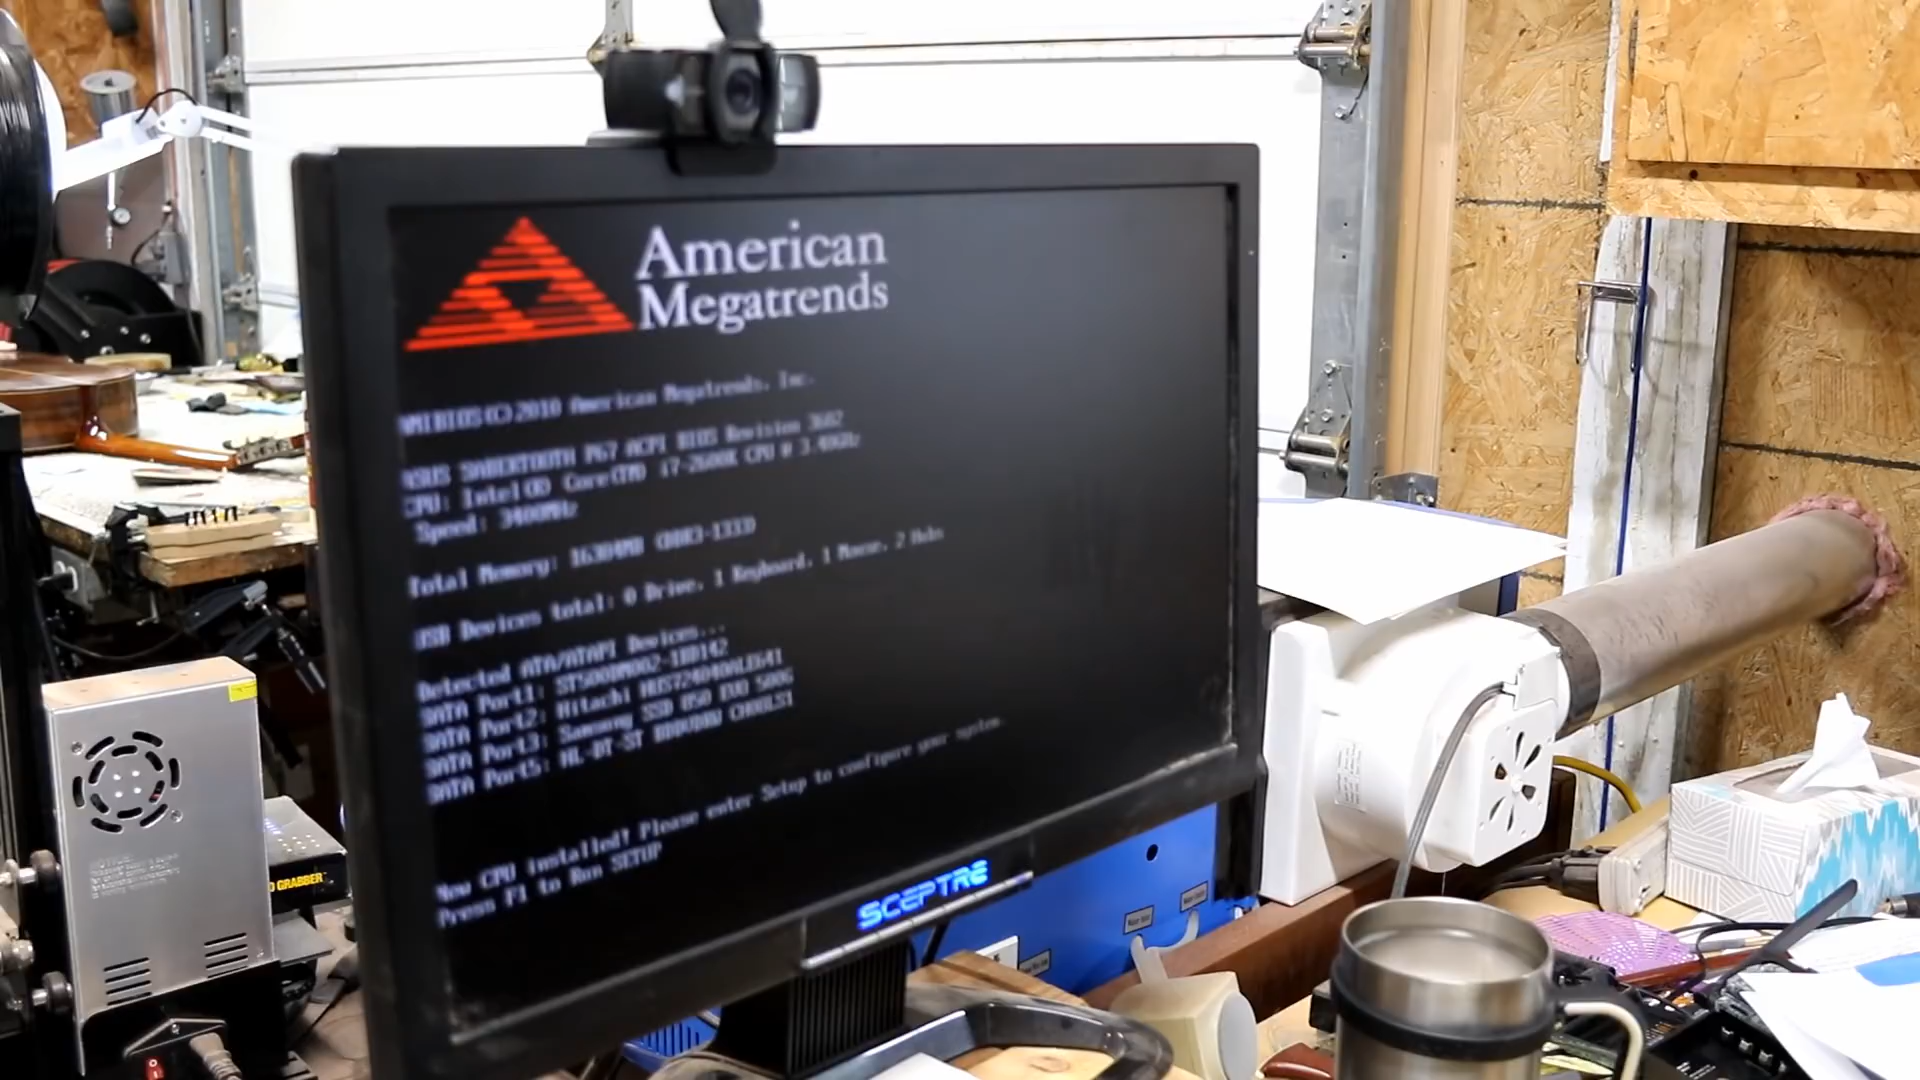 American
Megatrends
AMIBIOS(C)2010 American Megatrends, Inc.
ASUS SABERTOOTH P67 ACPI BIOS Revision 3602
CPU: Intel(R) Core(TM) i7-2600K CPU @ 3.40GHz
Speed: 3400MHz
Total Memory: 16384MB (DDR3-1333)
USB Devices total: 0 Drive, 1 Keyboard, 1 Mouse, 2 Hubs
Detected ATA/ATAPI Devices...
SATA Port1: ST500DM002-1BD142
SATA Port2: Hitachi HUS724040ALE641
SATA Port3: Samsung SSD 850 EVO 500G
SATA Port5: HL-DT-ST
New CPU installed! Please enter Setup to configure your system.
Press F1 to Run SETUP
SCEPTRE
GRABBER